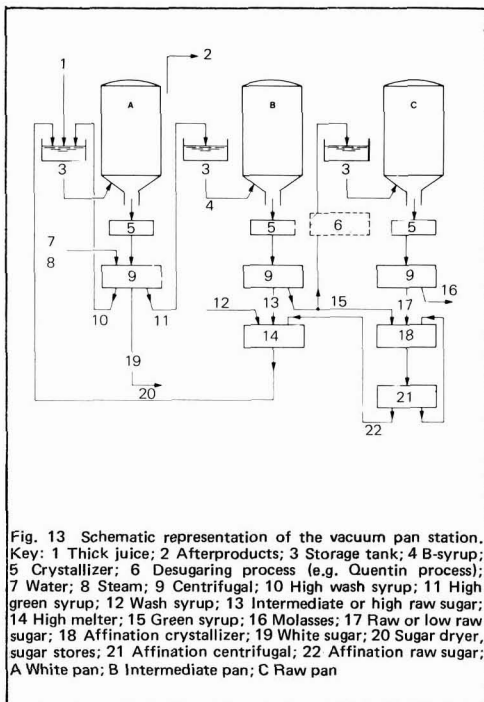 1
2
A
B
C
3
3
3
4
5
5
6
5
7
8
9
9
9
10
11
12
13
15
16
17
14
18
19
20
21
22
Fig. 13 Schematic representation of the vacuum pan station.
Key: 1 Thick juice; 2 Afterproducts; 3 Storage tank; 4 B-syrup;
5 Crystallizer; 6 Desugaring process (e.g. Quentin process);
7 Water; 8 Steam; 9 Centrifugal; 10 High wash syrup; 11 High
green syrup; 12 Wash syrup; 13 Intermediate or high raw sugar;
14 High melter; 15 Green syrup; 16 Molasses; 17 Raw or low raw
sugar; 18 Affination crystallizer; 19 White sugar; 20 Sugar dryer,
sugar stores; 21 Affination centrifugal; 22 Affination raw sugar;
A White pan; B Intermediate pan; C Raw pan